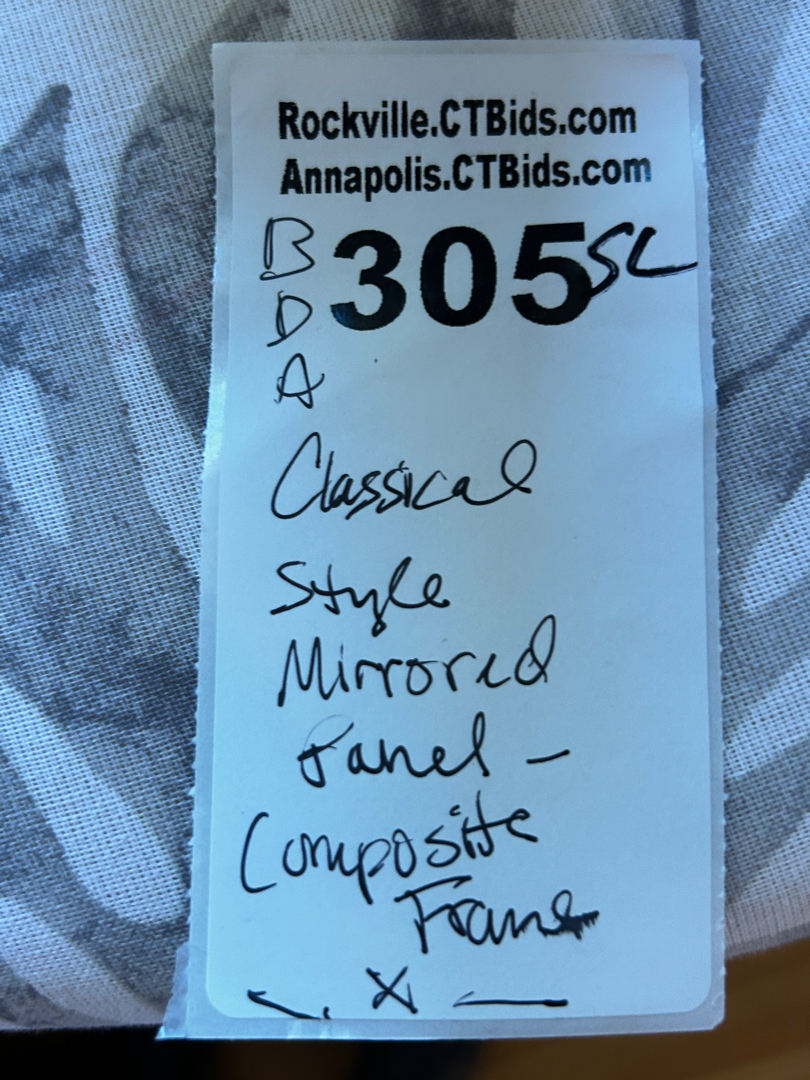 Rockville.CTBids.com
Annapolis.CTBids.com
B 305 SL
D
A
Classical
Style
Mirrored
Panel -
Composite
Frame
X